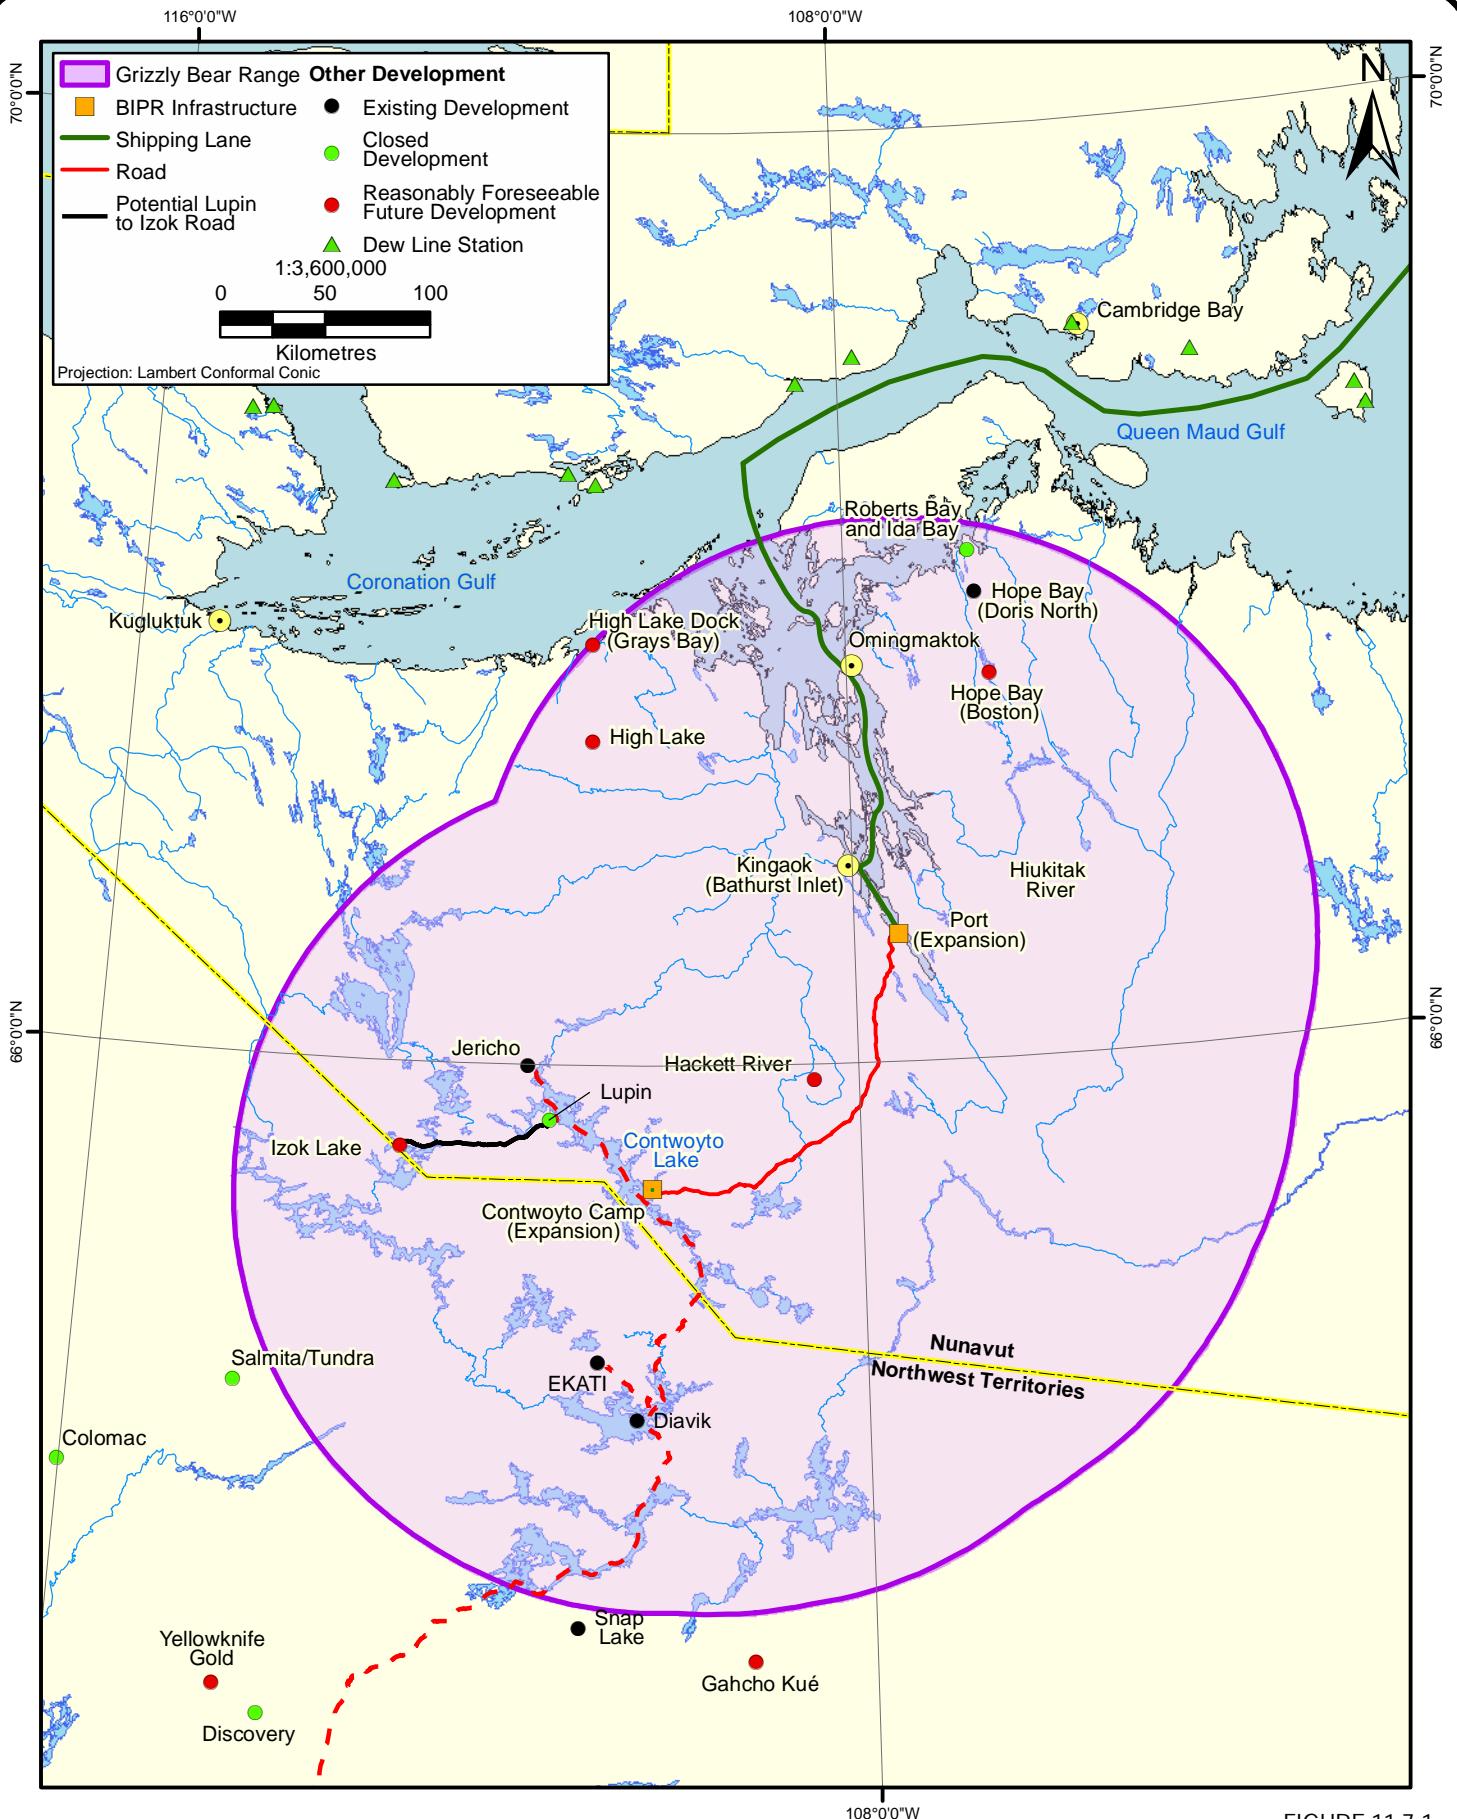 116°0'0"W
108°0'0"W
70°0'0"N
70°0'0"N
N
Grizzly Bear Range
BIPR Infrastructure
Shipping Lane
Road
Potential Lupin
to Izok Road
Other Development
Existing Development
Closed
Development
Reasonably Foreseeable
Future Development
Dew Line Station
1:3,600,000
0 50 100
Kilometres
Projection: Lambert Conformal Conic
Cambridge Bay
Queen Maud Gulf
Roberts Bay
and Ida Bay
Coronation Gulf
Hope Bay
(Doris North)
Kugluktuk
High Lake Dock
(Grays Bay)
Omingmaktok
Hope Bay
(Boston)
High Lake
Kingaok
(Bathurst Inlet)
Hiukitak
River
Port
(Expansion)
66°0'0"N
66°0'0"N
Jericho
Hackett River
Lupin
Izok Lake
Contwoyto
Lake
Contwoyto Camp
(Expansion)
Nunavut
Northwest Territories
Salmita/Tundra
EKATI
Diavik
Colomac
Snap
Lake
Yellowknife
Gold
Gahcho Kué
Discovery
108°0'0"W